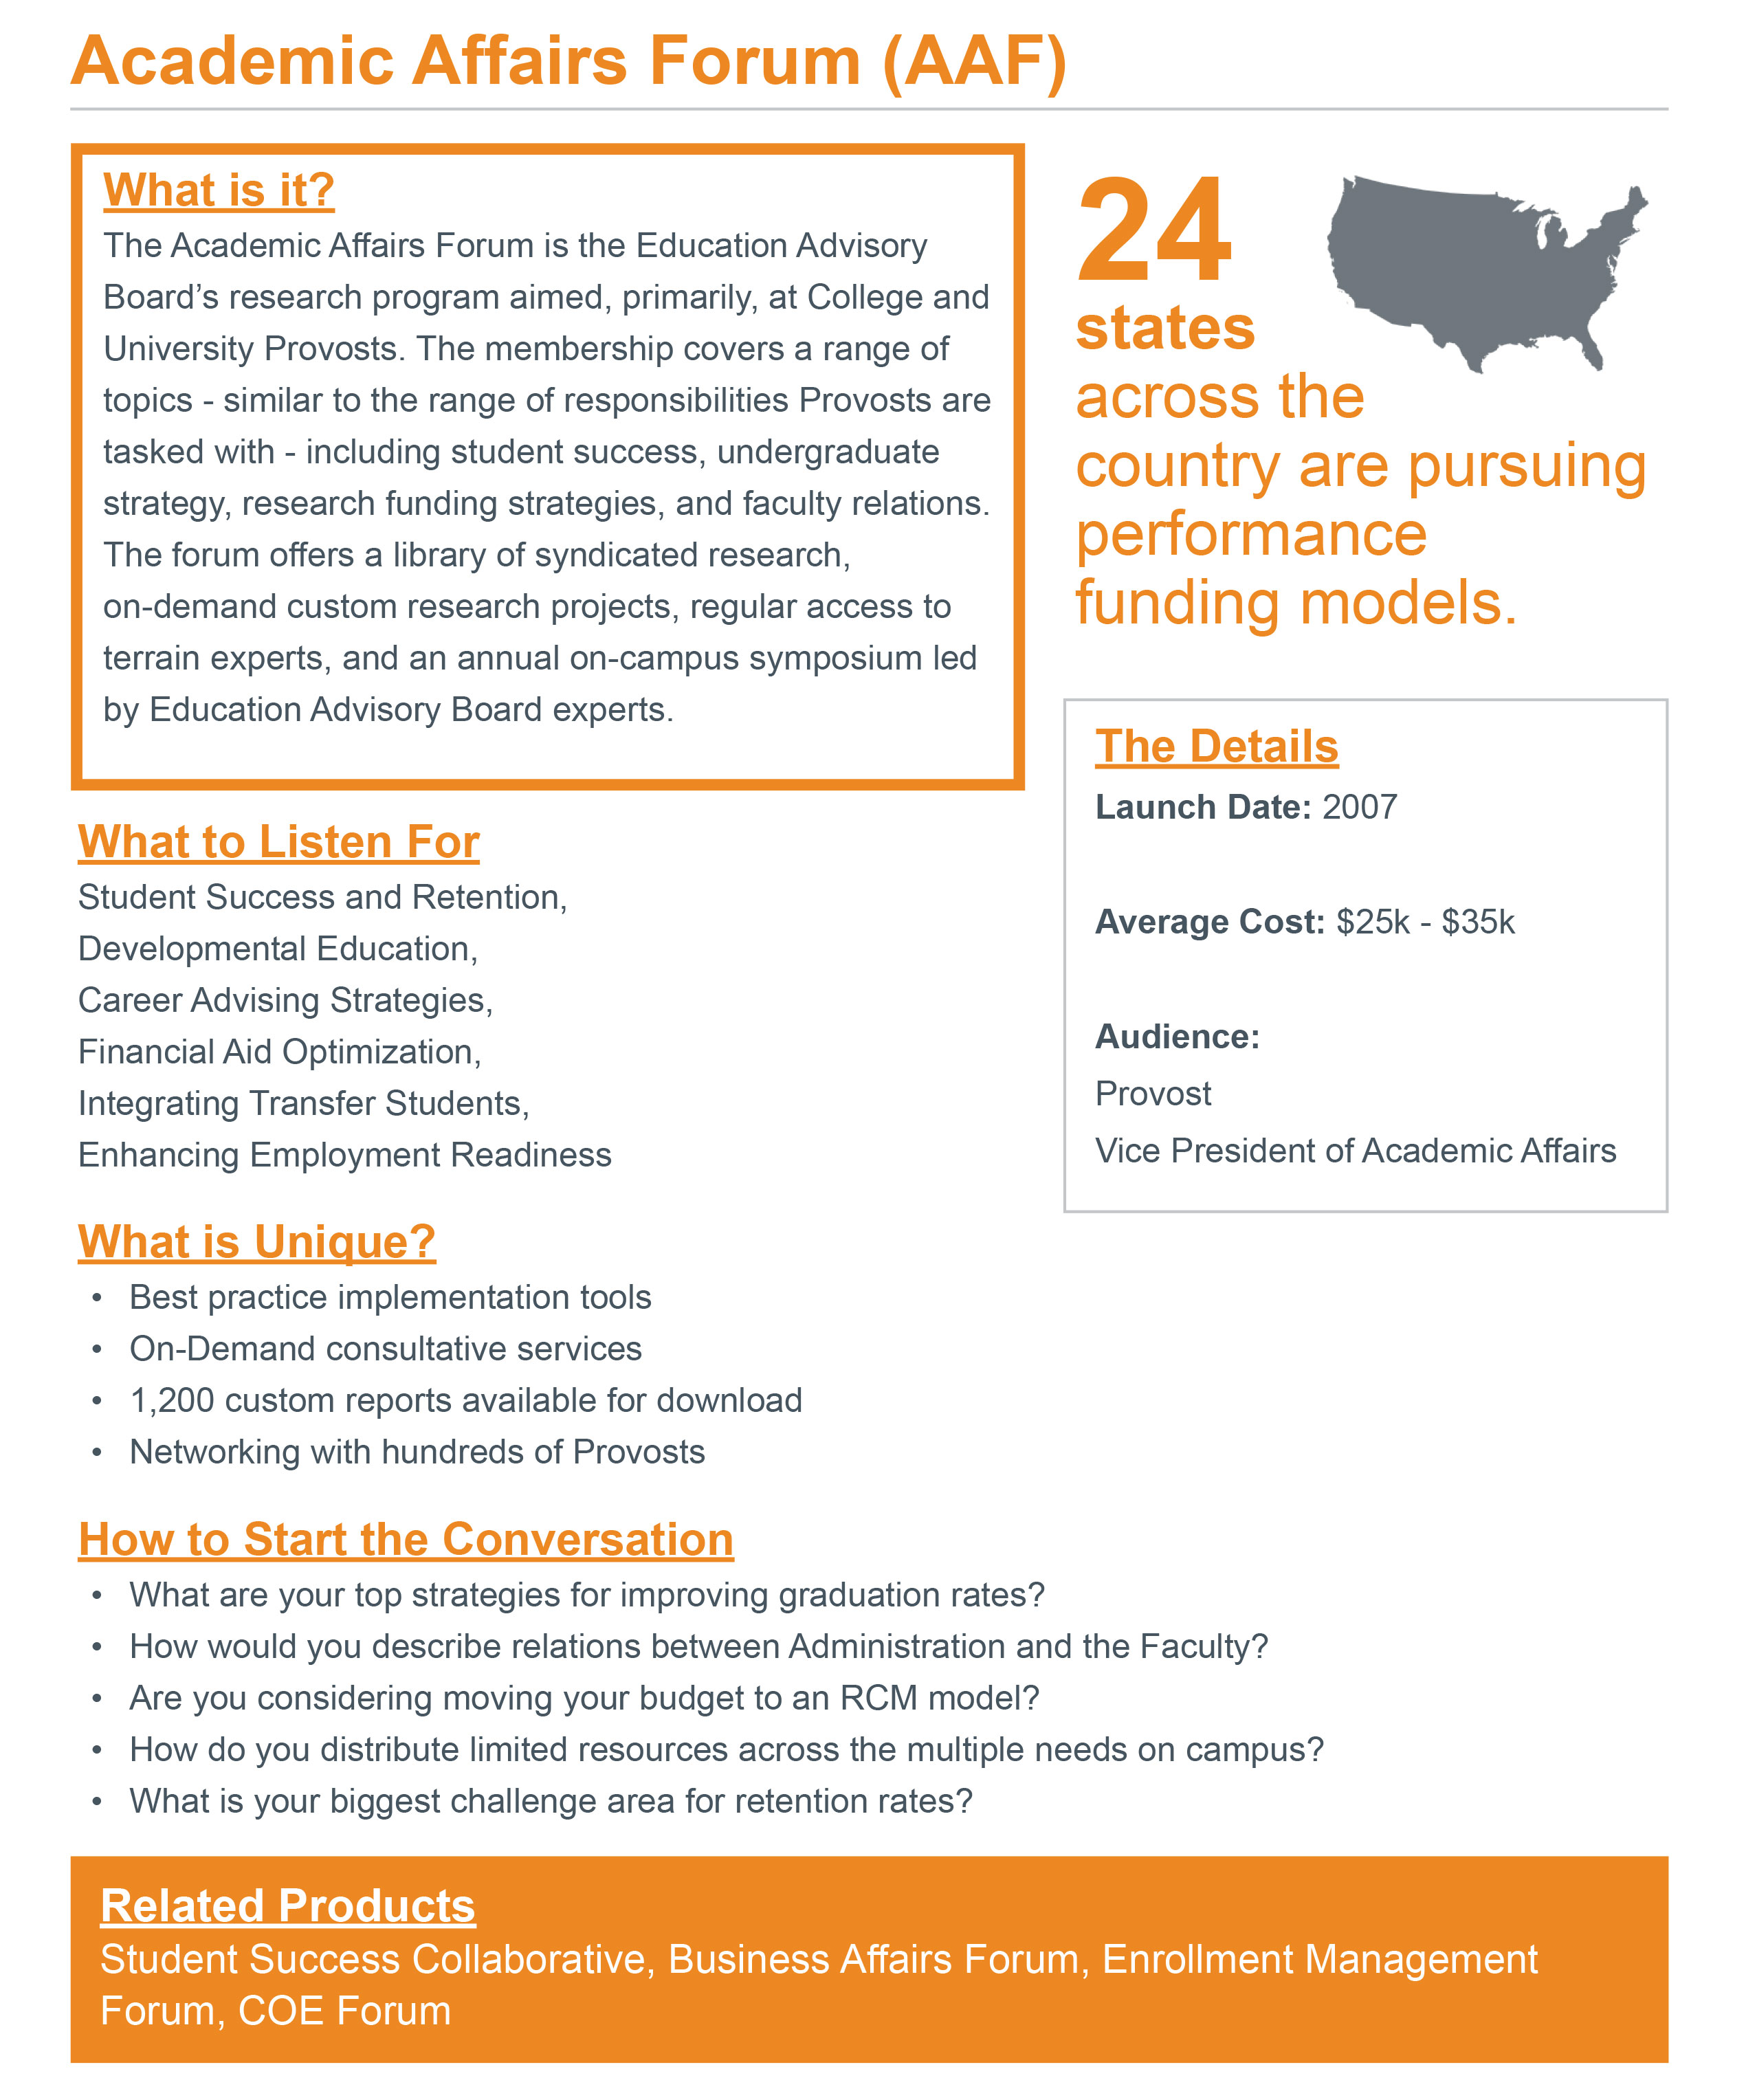 Academic Affairs Forum (AAF)
What is it?
The Academic Affairs Forum is the Education Advisory
Board's research program aimed, primarily, at College and
University Provosts. The membership covers a range of
topics - similar to the range of responsibilities Provosts are
tasked with - including student success, undergraduate
strategy, research funding strategies, and faculty relations.
The forum offers a library of syndicated research,
on-demand custom research projects, regular access to
terrain experts, and an annual on-campus symposium led
by Education Advisory Board experts.
24
states
across the
country are pursuing
performance
funding models.
The Details
Launch Date: 2007
Average Cost: $25k - $35k
Audience:
Provost
Vice President of Academic Affairs
What to Listen For
Student Success and Retention,
Developmental Education,
Career Advising Strategies,
Financial Aid Optimization,
Integrating Transfer Students,
Enhancing Employment Readiness
What is Unique?
• Best practice implementation tools
• On-Demand consultative services
• 1,200 custom reports available for download
• Networking with hundreds of Provosts
How to Start the Conversation
• What are your top strategies for improving graduation rates?
• How would you describe relations between Administration and the Faculty?
• Are you considering moving your budget to an RCM model?
• How do you distribute limited resources across the multiple needs on campus?
• What is your biggest challenge area for retention rates?
Related Products
Student Success Collaborative, Business Affairs Forum, Enrollment Management
Forum, COE Forum